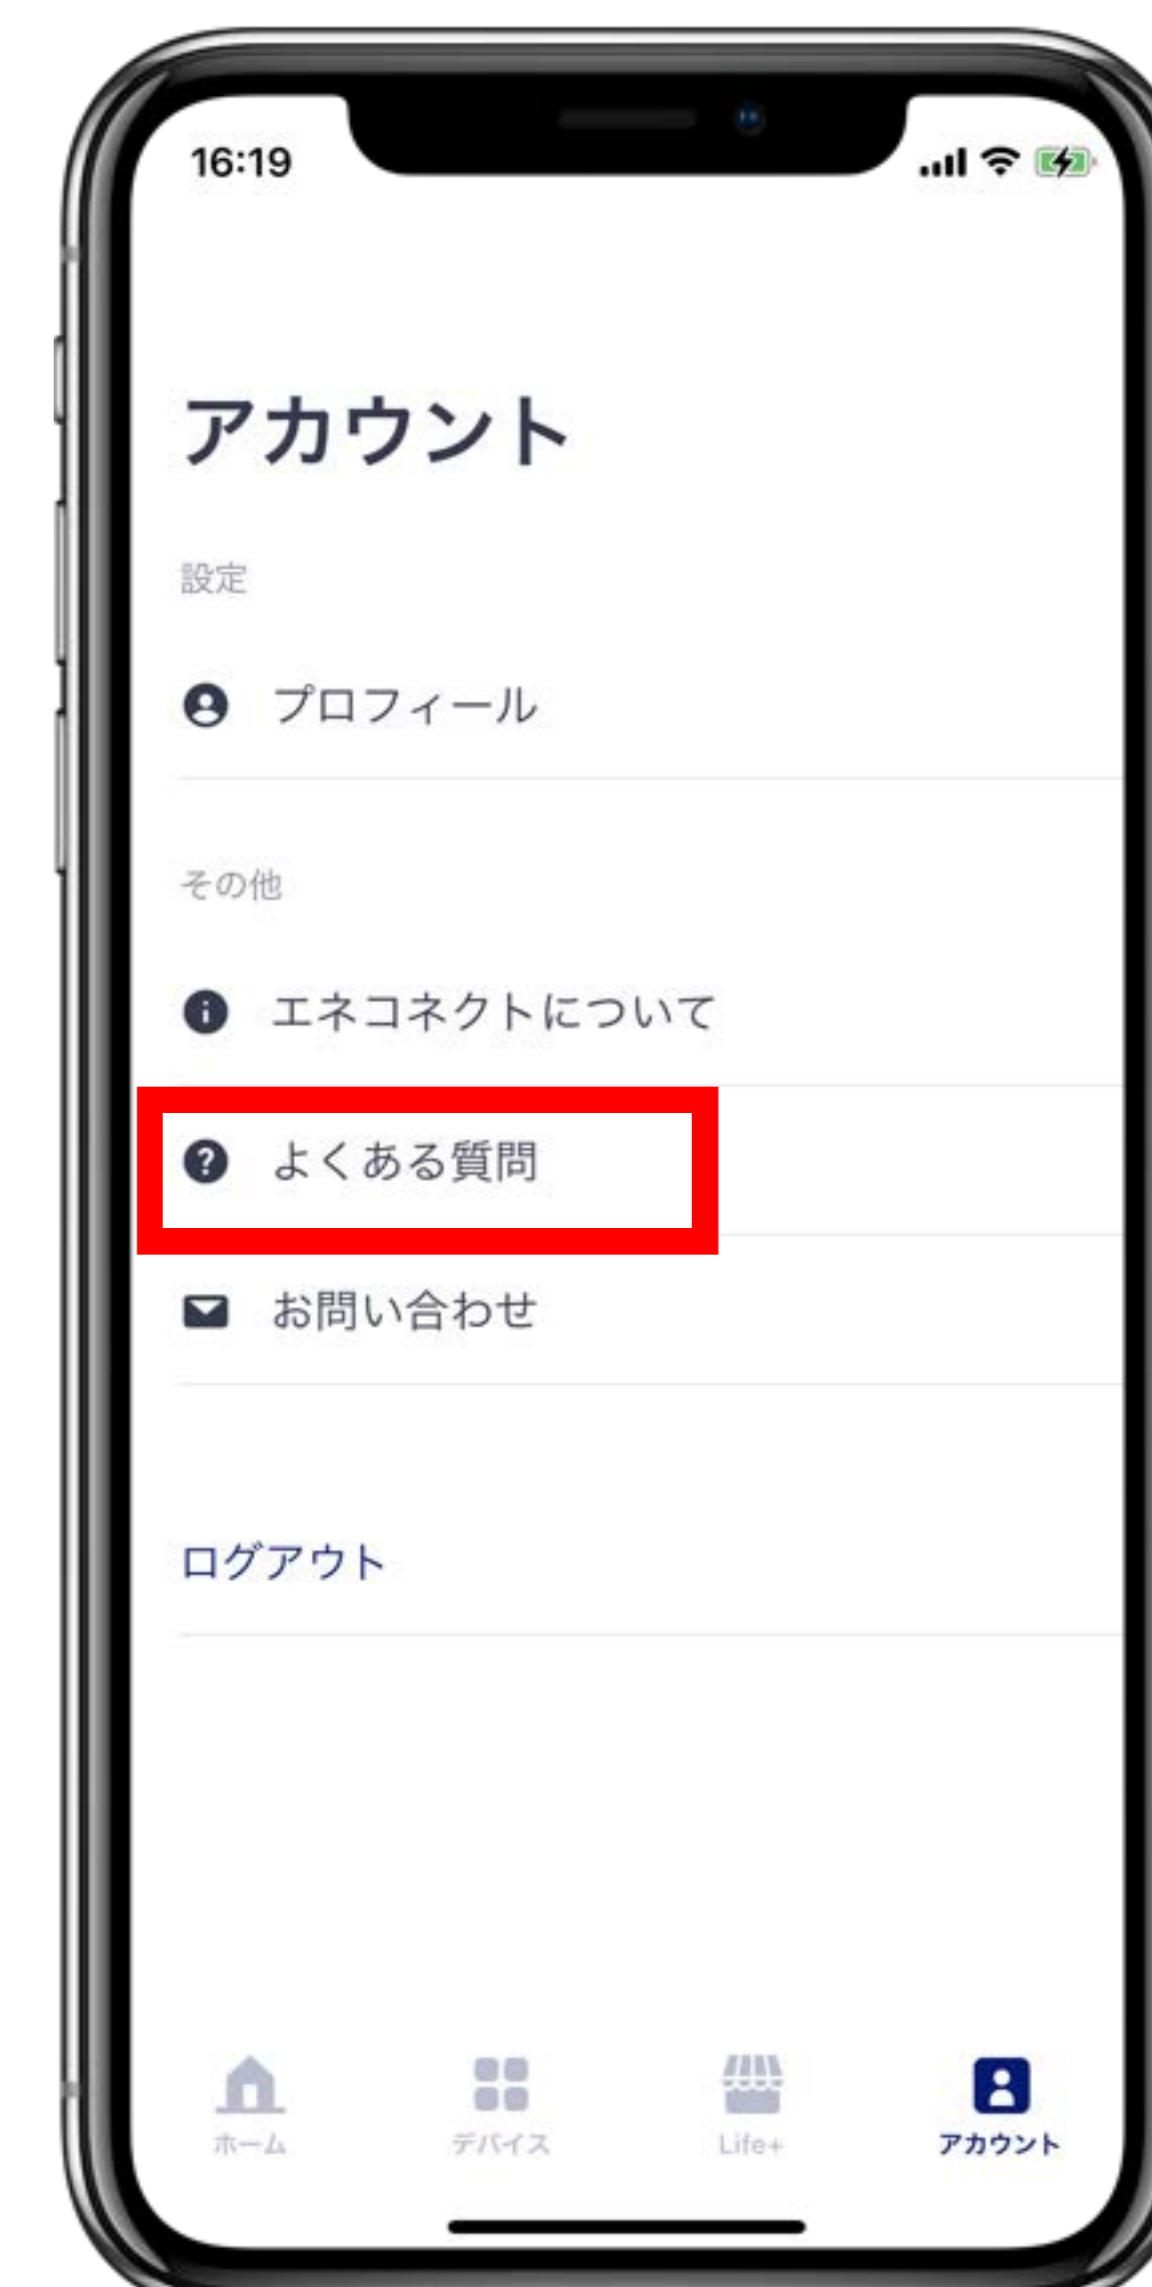 16:19
アカウント
設定
プロフィール
その他
エネコネクトについて
よくある質問
お問い合わせ
ログアウト
ホーム
デバイス
Life+
アカウント